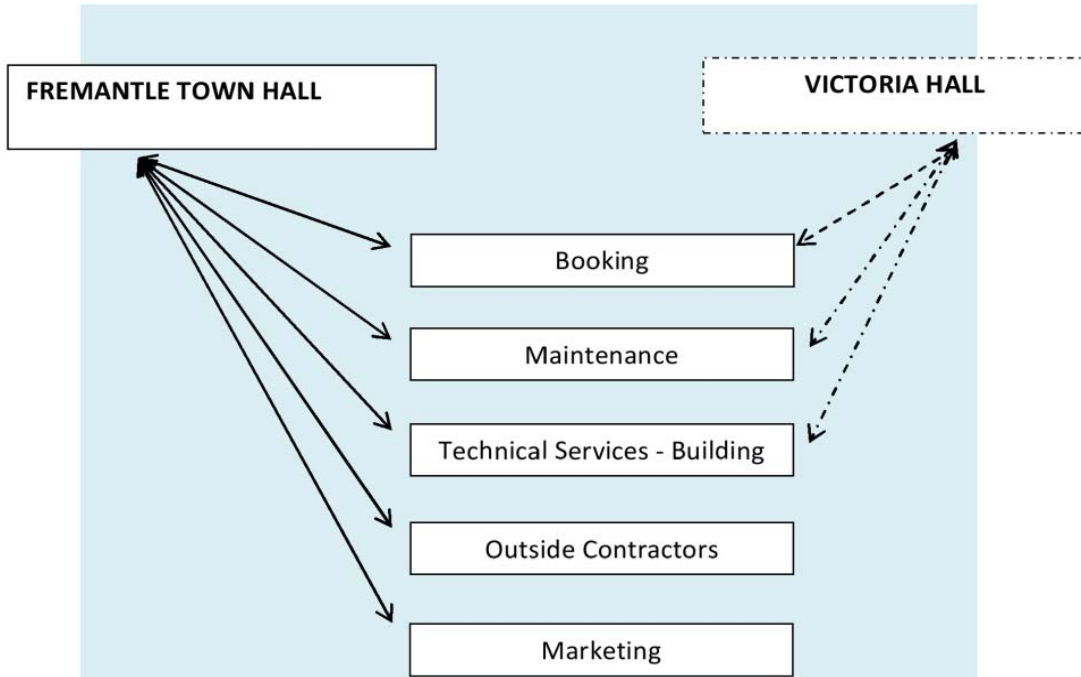 FREMANTLE TOWN HALL
VICTORIA HALL
Booking
Maintenance
Technical Services - Building
Outside Contractors
Marketing